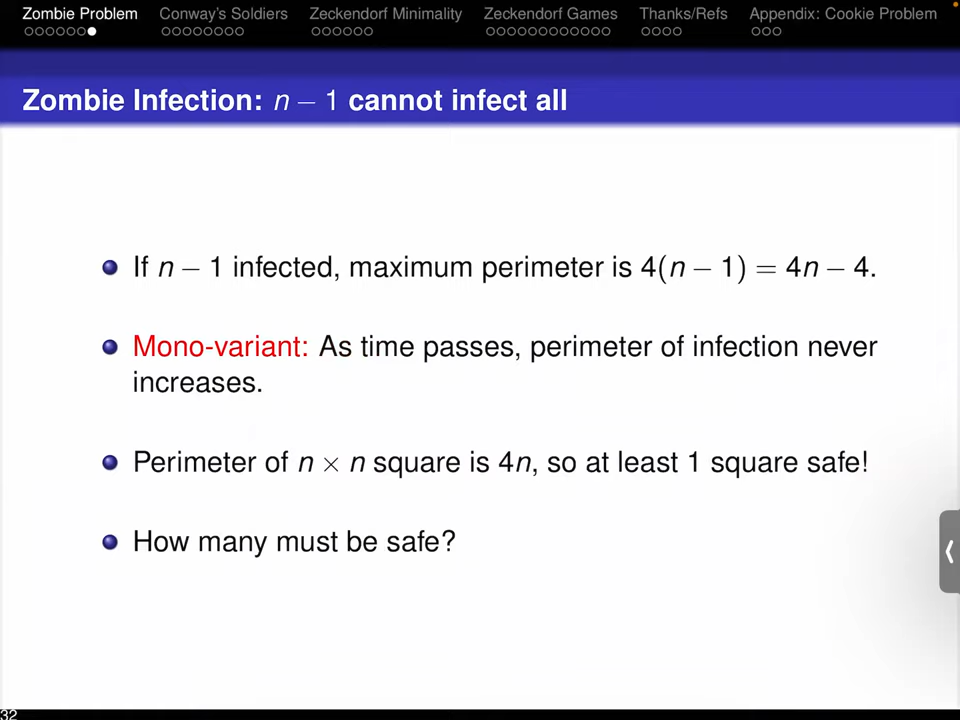 Zombie Problem Conway's Soldiers Zeckendorf Minimality Zeckendorf Games Thanks/Refs Appendix: Cookie Problem
Zombie Infection: n − 1 cannot infect all
If n − 1 infected, maximum perimeter is 4(n − 1) = 4n − 4.
Mono-variant: As time passes, perimeter of infection never
increases.
Perimeter of n × n square is 4n, so at least 1 square safe!
How many must be safe?
32